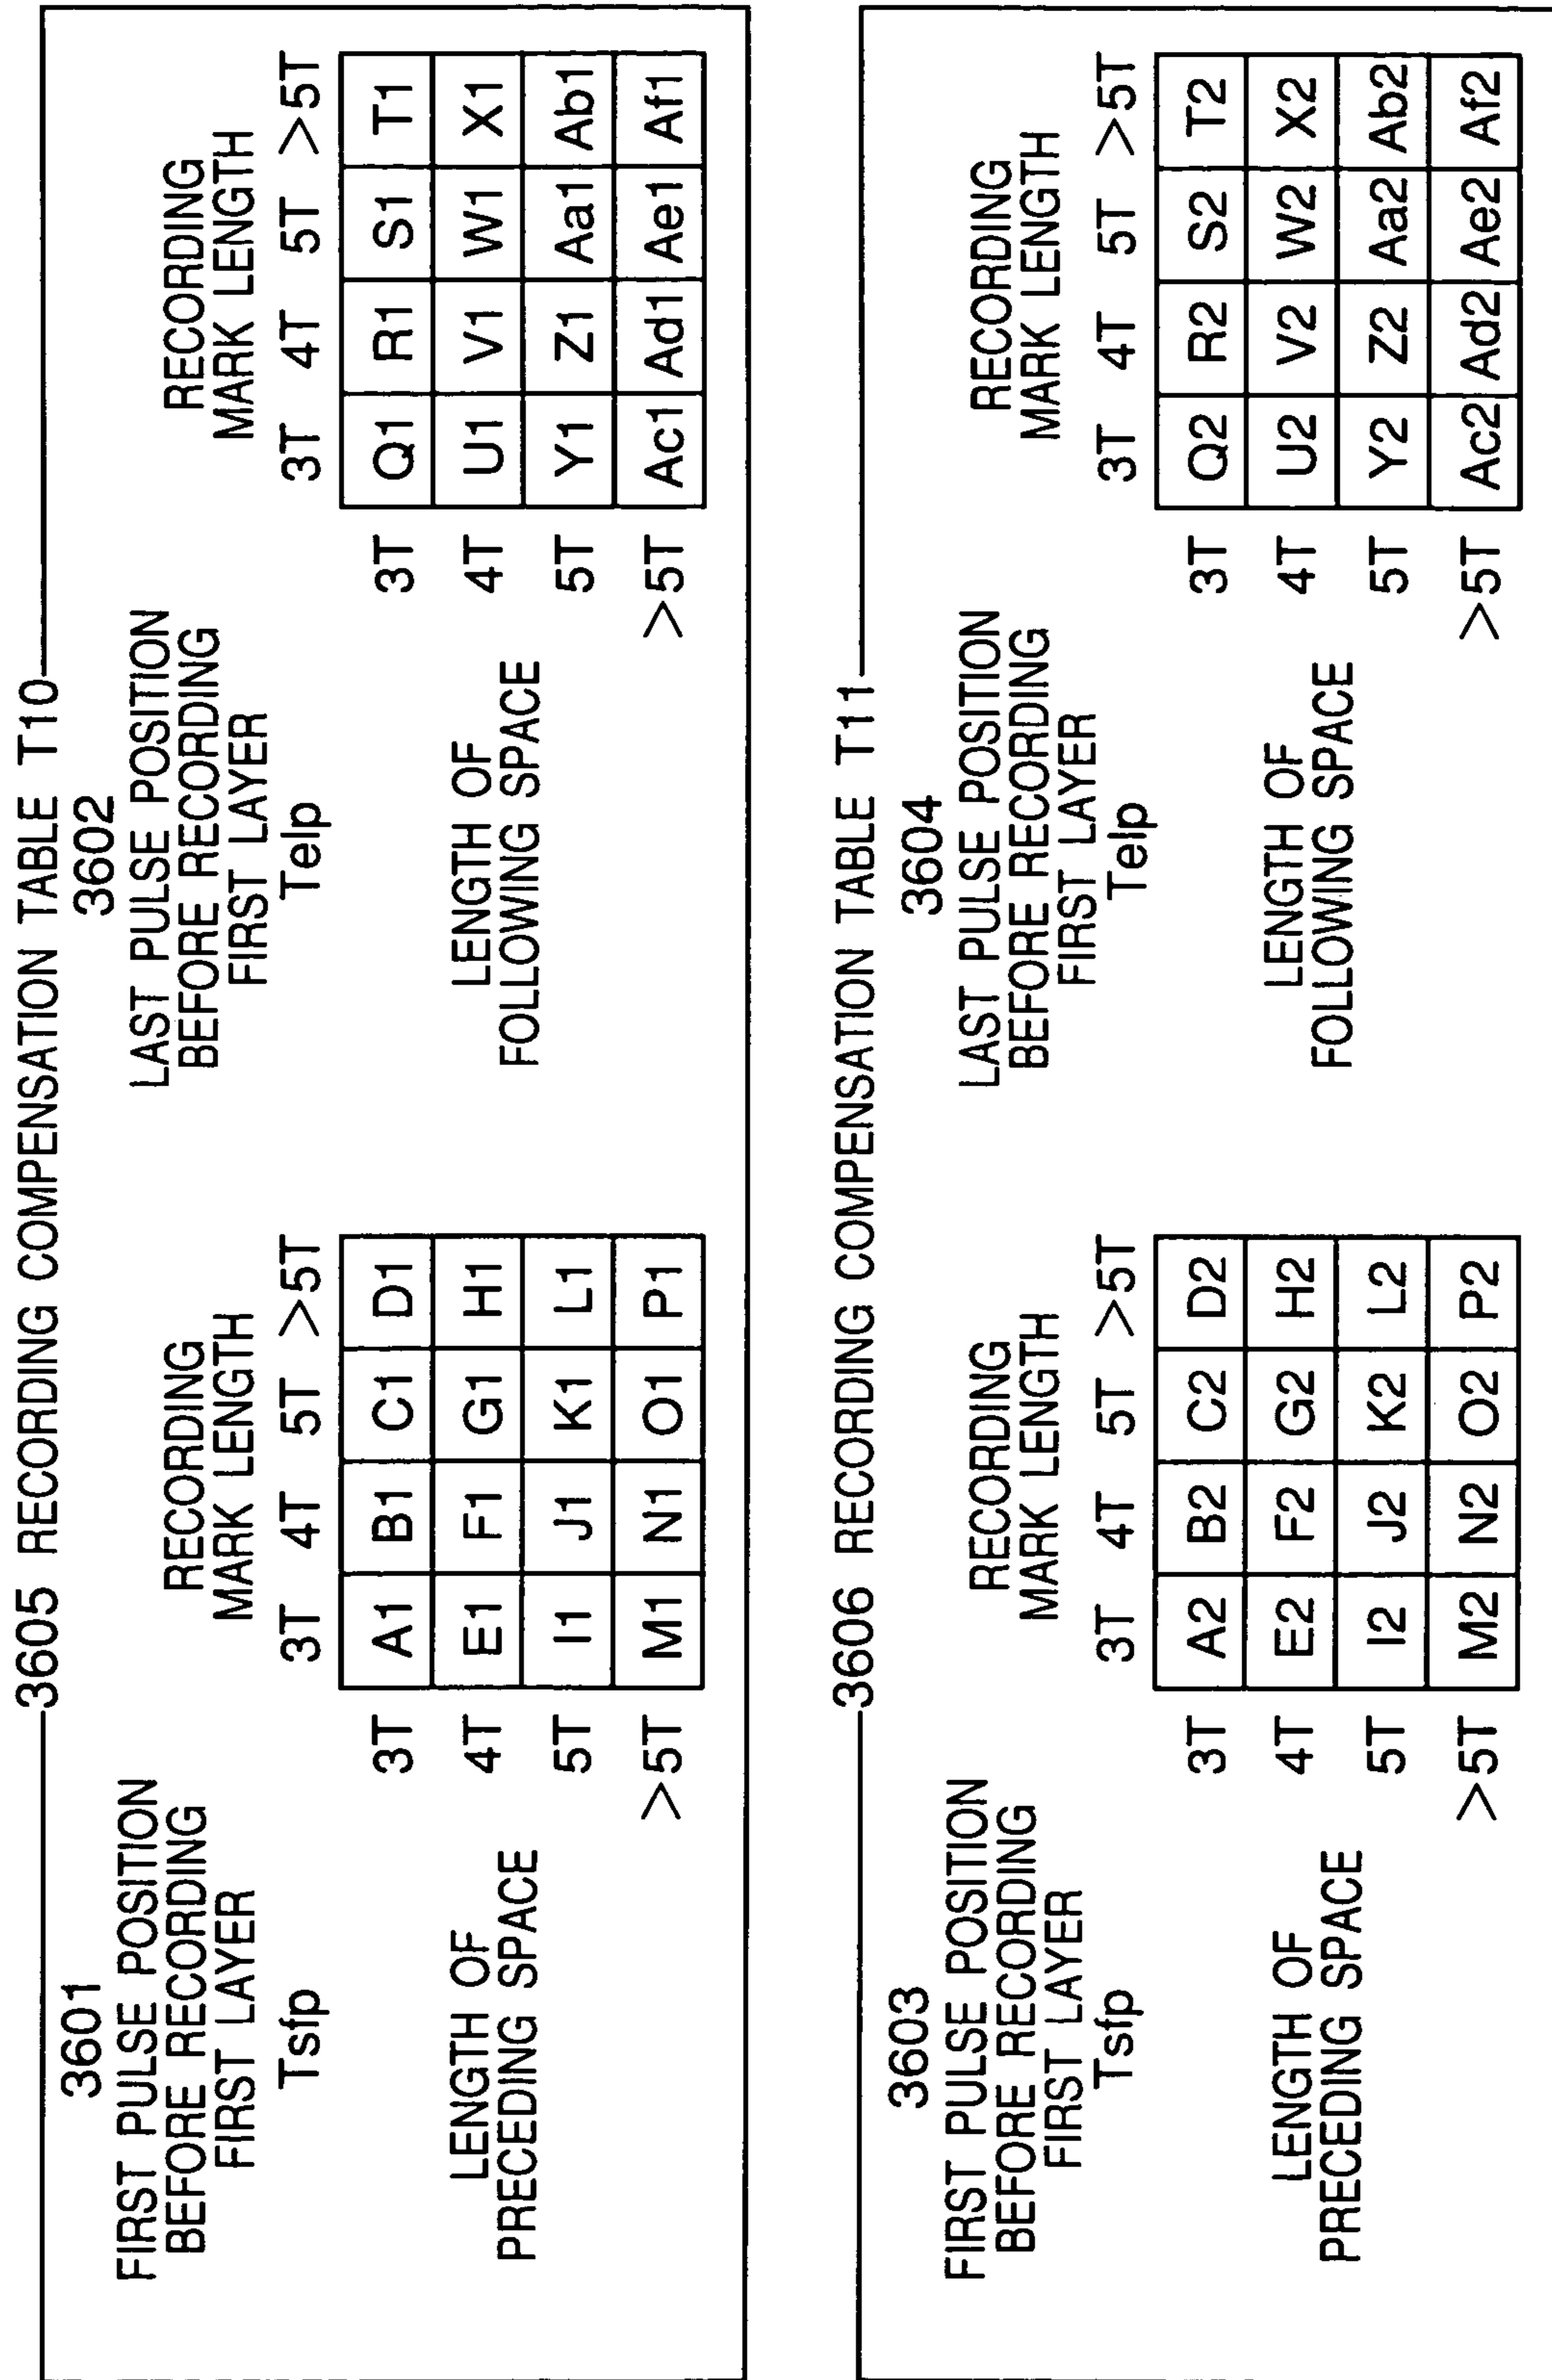 3605 RECORDING COMPENSATION TABLE T10
3601
FIRST PULSE POSITION
BEFORE RECORDING
FIRST LAYER
Tsfp
RECORDING
MARK LENGTH
3T 4T 5T >5T
LENGTH OF
PRECEDING SPACE
3T A1 B1 C1 D1
4T E1 F1 G1 H1
5T I1 J1 K1 L1
>5T M1 N1 O1 P1
3602
LAST PULSE POSITION
BEFORE RECORDING
FIRST LAYER
Telp
RECORDING
MARK LENGTH
3T 4T 5T >5T
LENGTH OF
FOLLOWING SPACE
3T Q1 R1 S1 T1
4T U1 V1 W1 X1
5T Y1 Z1 Aa1 Ab1
>5T Ac1 Ad1 Ae1 Af1
3606 RECORDING COMPENSATION TABLE T11
3603
FIRST PULSE POSITION
BEFORE RECORDING
FIRST LAYER
Tsfp
RECORDING
MARK LENGTH
3T 4T 5T >5T
LENGTH OF
PRECEDING SPACE
3T A2 B2 C2 D2
4T E2 F2 G2 H2
5T I2 J2 K2 L2
>5T M2 N2 O2 P2
3604
LAST PULSE POSITION
BEFORE RECORDING
FIRST LAYER
Telp
RECORDING
MARK LENGTH
3T 4T 5T >5T
LENGTH OF
FOLLOWING SPACE
3T Q2 R2 S2 T2
4T U2 V2 W2 X2
5T Y2 Z2 Aa2 Ab2
>5T Ac2 Ad2 Ae2 Af2